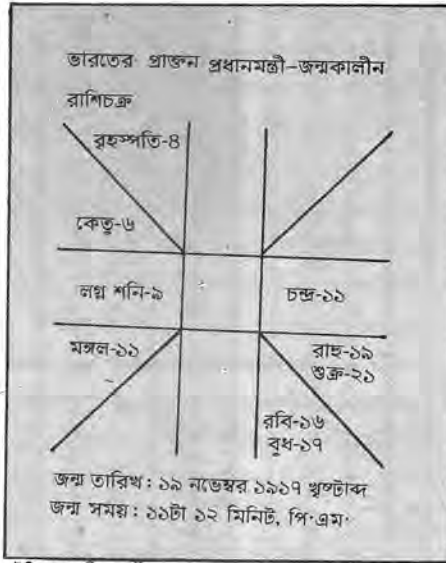 ভারতের প্রাক্তন প্রধানমন্ত্রী-জন্মকালীন
রাশিচক্র
বৃহস্পতি-৪
কেতু-৬
লগ্ন শনি-৯
চন্দ্র-১১
মঙ্গল-১১
রাহু-১৯
শুক্র-২১
রবি-১৬
বুধ-১৭
জন্ম তারিখ : ১৯ নভেম্বর ১৯১৭ খৃষ্টাব্দ
জন্ম সময় : ১১টা ১২ মিনিট, পি·এম·